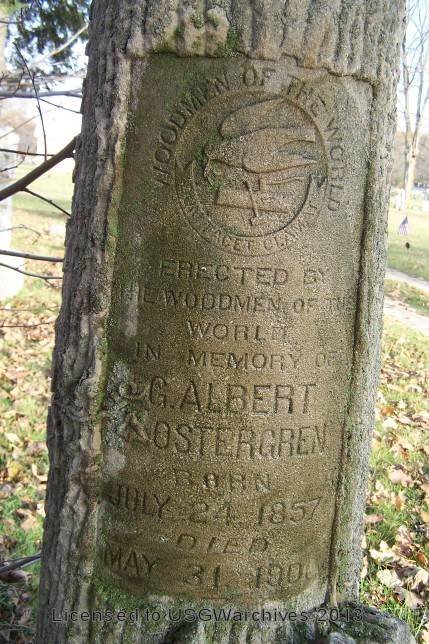 WOODMEN OF THE WORLD
DUM TACET CLAMAT
ERECTED BY
THE WOODMEN OF THE
WORLD
IN MEMORY OF
G. ALBERT
OSTERGREN
BORN
JULY 24 1857
DIED
MAY 31 1900
Licensed to USGWarchives 2013